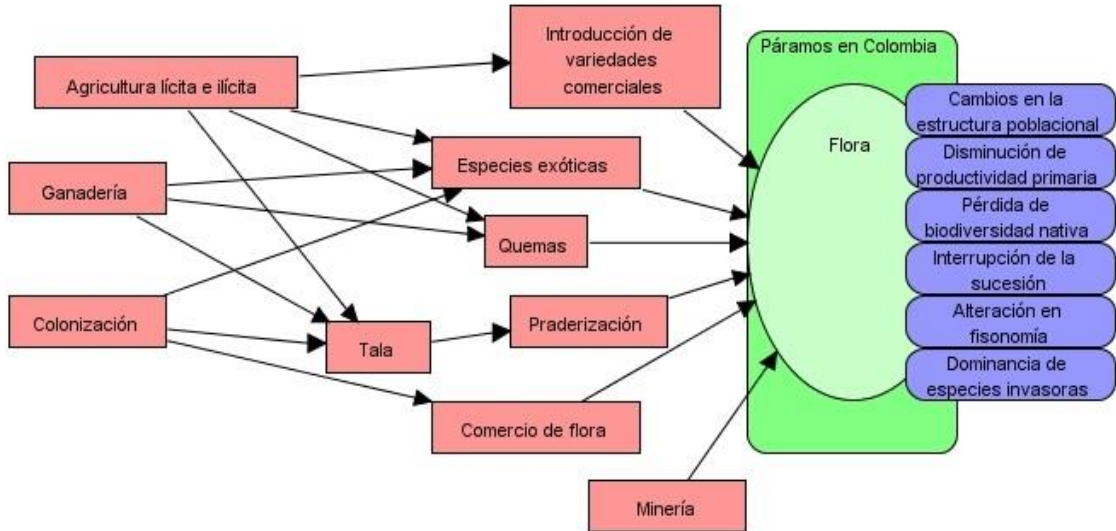 Agricultura lícita e ilícita
Ganadería
Colonización
Introducción de
variedades
comerciales
Especies exóticas
Quemas
Tala
Praderización
Comercio de flora
Minería
Páramos en Colombia
Flora
Cambios en la
estructura poblacional
Disminución de
productividad primaria
Pérdida de
biodiversidad nativa
Interrupción de la
sucesión
Alteración en
fisonomía
Dominancia de
especies invasoras